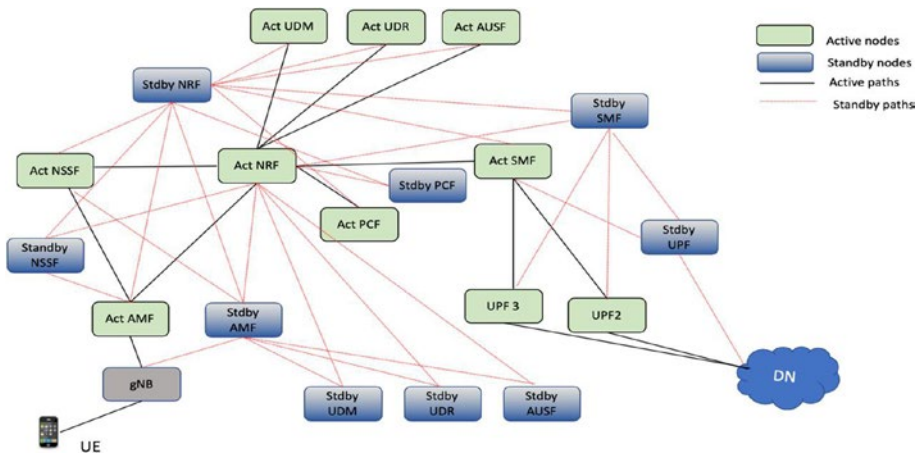 Act UDM
Act UDR
Act AUSF
Active nodes
Standby nodes
Active paths
Standby paths
Stdby NRF
Stdby
SMF
Act NSSF
Act NRF
Act SMF
Stdby PCF
Act PCF
Standby
NSSF
Stdby
UPF
Act AMF
Stdby
AMF
UPF 3
UPF2
gNB
DN
Stdby
UDM
Stdby
UDR
Stdby
AUSF
UE